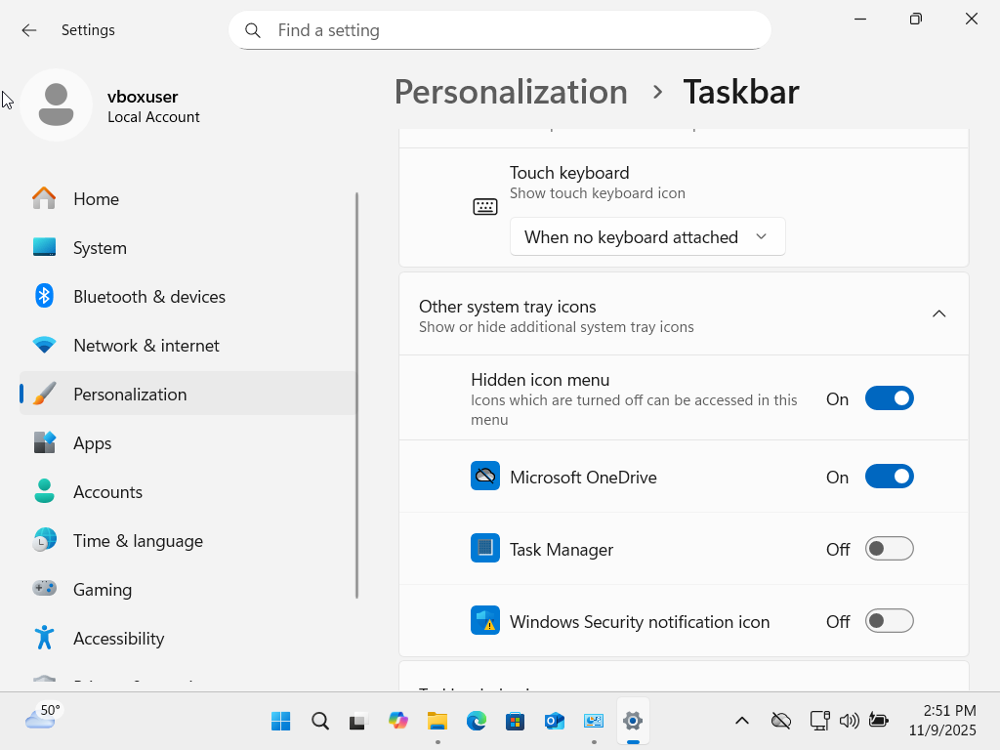 Settings
Find a setting
vboxuser
Local Account
Home
System
Bluetooth & devices
Network & internet
Personalization
Apps
Accounts
Time & language
Gaming
Accessibility
Personalization > Taskbar
Touch keyboard
Show touch keyboard icon
When no keyboard attached
Other system tray icons
Show or hide additional system tray icons
Hidden icon menu
Icons which are turned off can be accessed in this
menu
On
Microsoft OneDrive
On
Task Manager
Off
Windows Security notification icon
Off
50°
2:51 PM
11/9/2025